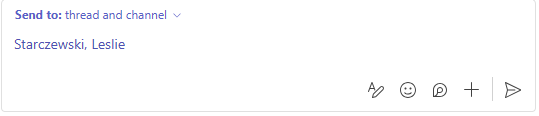 Send to: thread and channel
Starczewski, Leslie